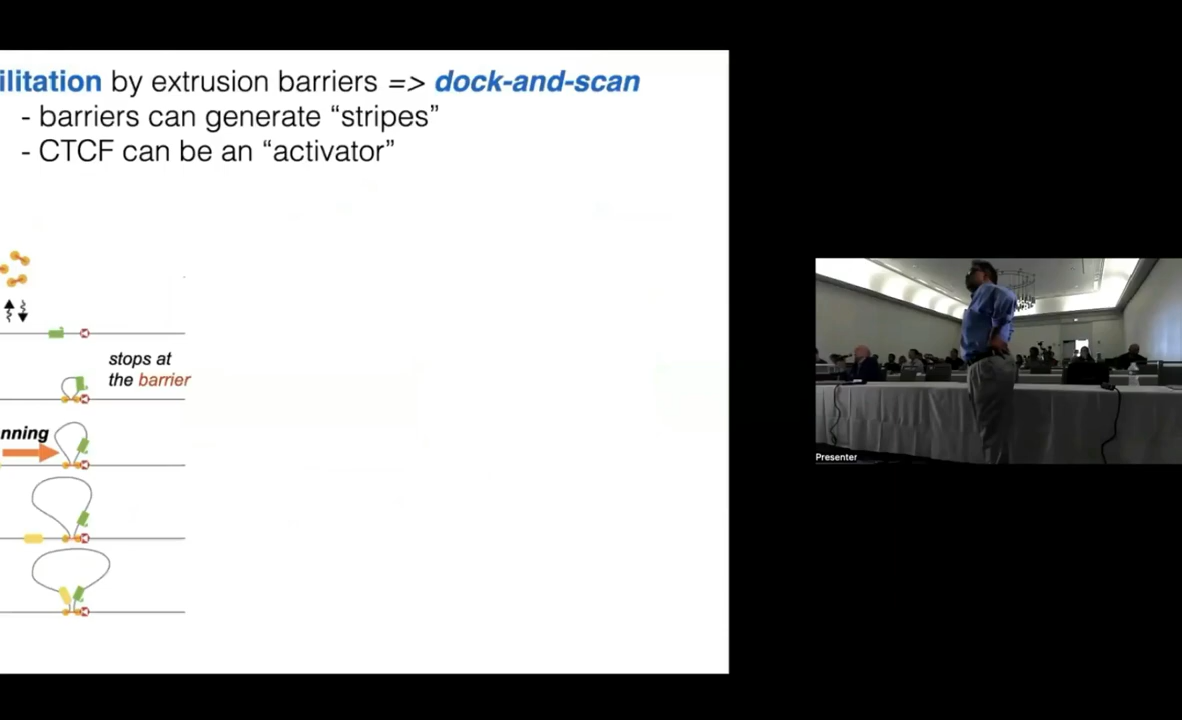 ilitation by extrusion barriers => dock-and-scan
- barriers can generate “stripes”
- CTCF can be an “activator”
stops at
the barrier
nning
Presenter